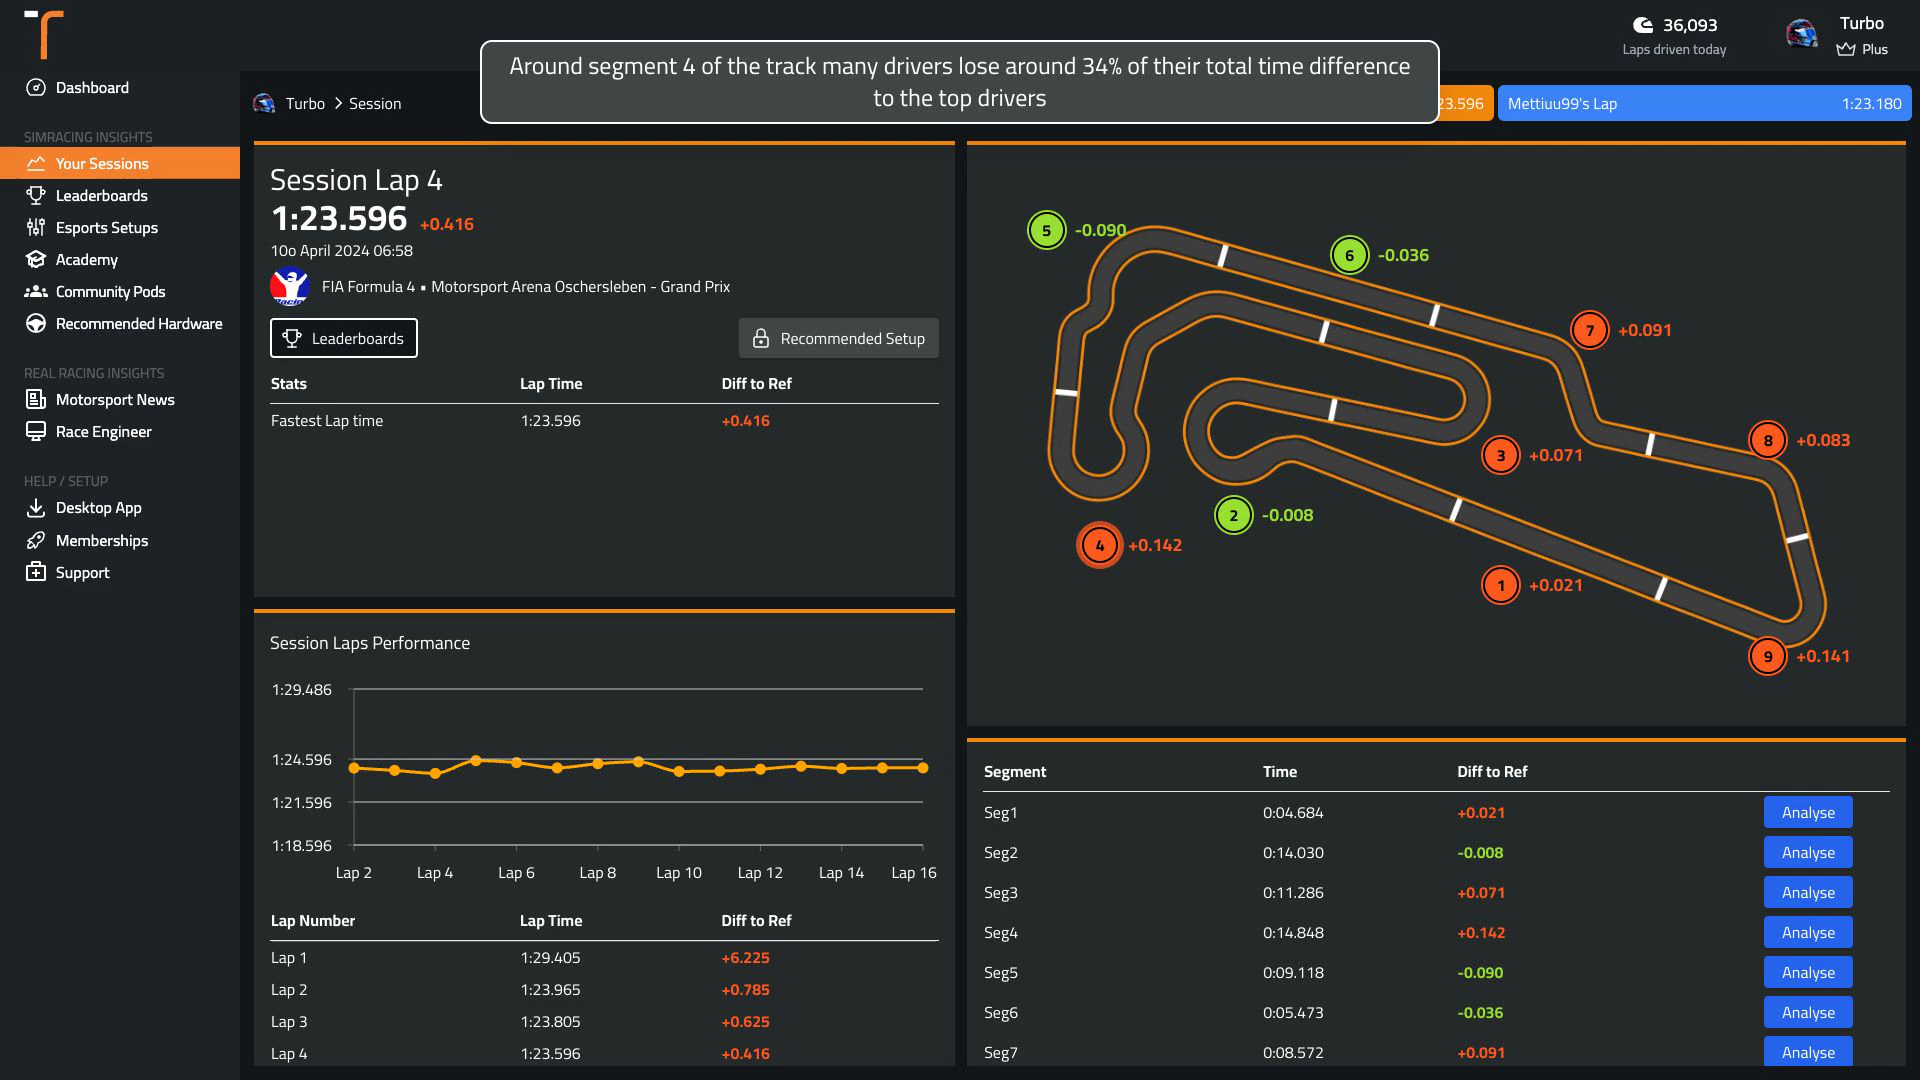 36,093
Laps driven today
Turbo
Plus
Around segment 4 of the track many drivers lose around 34% of their total time difference
to the top drivers
Dashboard
SIMRACING INSIGHTS
Your Sessions
Leaderboards
Esports Setups
Academy
Community Pods
Recommended Hardware
REAL RACING INSIGHTS
Motorsport News
Race Engineer
HELP / SETUP
Desktop App
Memberships
Support
Turbo > Session
23.596
Mettiuu99's Lap 1:23.180
Session Lap 4
1:23.596 +0.416
10o April 2024 06:58
FIA Formula 4 • Motorsport Arena Oschersleben - Grand Prix
Leaderboards
Recommended Setup
Stats Lap Time Diff to Ref
Fastest Lap time 1:23.596 +0.416
5 -0.090
6 -0.036
7 +0.091
8 +0.083
3 +0.071
2 -0.008
4 +0.142
1 +0.021
9 +0.141
Session Laps Performance
1:29.486
1:24.596
1:21.596
1:18.596
Lap 2 Lap 4 Lap 6 Lap 8 Lap 10 Lap 12 Lap 14 Lap 16
Lap Number Lap Time Diff to Ref
Lap 1 1:29.405 +6.225
Lap 2 1:23.965 +0.785
Lap 3 1:23.805 +0.625
Lap 4 1:23.596 +0.416
Segment Time Diff to Ref
Seg1 0:04.684 +0.021 Analyse
Seg2 0:14.030 -0.008 Analyse
Seg3 0:11.286 +0.071 Analyse
Seg4 0:14.848 +0.142 Analyse
Seg5 0:09.118 -0.090 Analyse
Seg6 0:05.473 -0.036 Analyse
Seg7 0:08.572 +0.091 Analyse